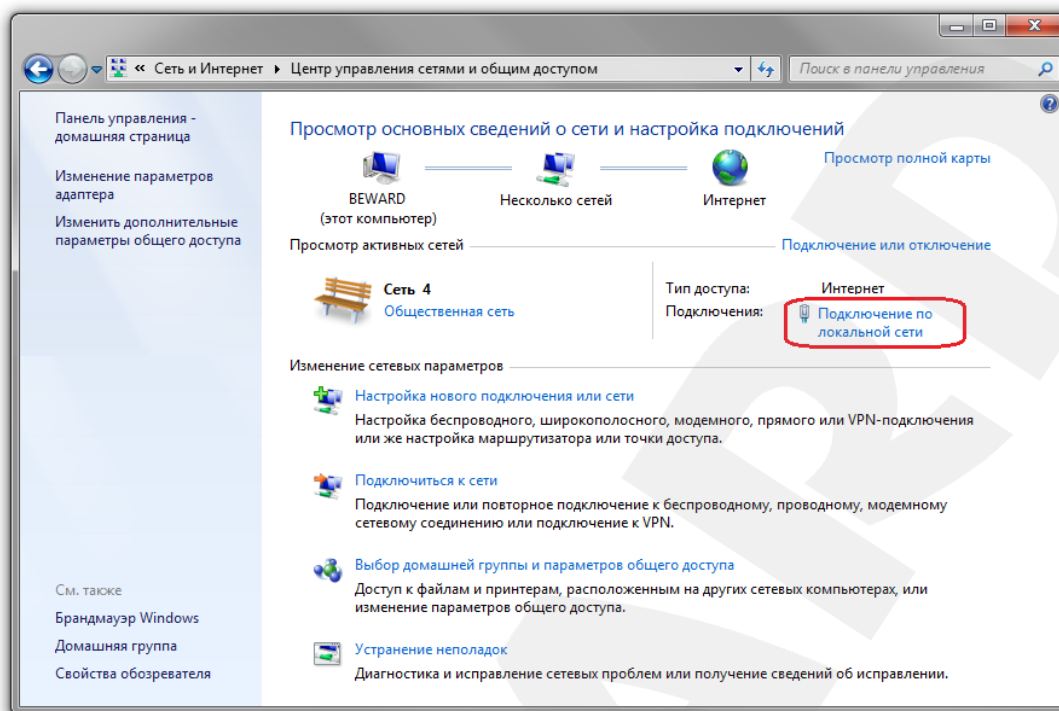 « Сеть и Интернет ▸ Центр управления сетями и общим доступом
Поиск в панели управления
Панель управления -
домашняя страница
Изменение параметров
адаптера
Изменить дополнительные
параметры общего доступа
Просмотр основных сведений о сети и настройка подключений
BEWARD
(этот компьютер)
Несколько сетей
Интернет
Просмотр полной карты
Просмотр активных сетей
Подключение или отключение
Сеть 4
Общественная сеть
Тип доступа: Интернет
Подключения: Подключение по
локальной сети
Изменение сетевых параметров
Настройка нового подключения или сети
Настройка беспроводного, широкополосного, модемного, прямого или VPN-подключения
или же настройка маршрутизатора или точки доступа.
Подключиться к сети
Подключение или повторное подключение к беспроводному, проводному, модемному
сетевому соединению или подключение к VPN.
Выбор домашней группы и параметров общего доступа
Доступ к файлам и принтерам, расположенным на других сетевых компьютерах, или
изменение параметров общего доступа.
Устранение неполадок
Диагностика и исправление сетевых проблем или получение сведений об исправлении.
См. также
Брандмауэр Windows
Домашняя группа
Свойства обозревателя